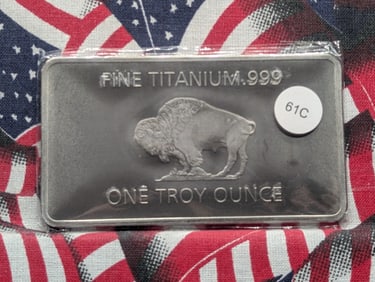 FINE TITANIUM .999
61C
ONE TROY OUNCE